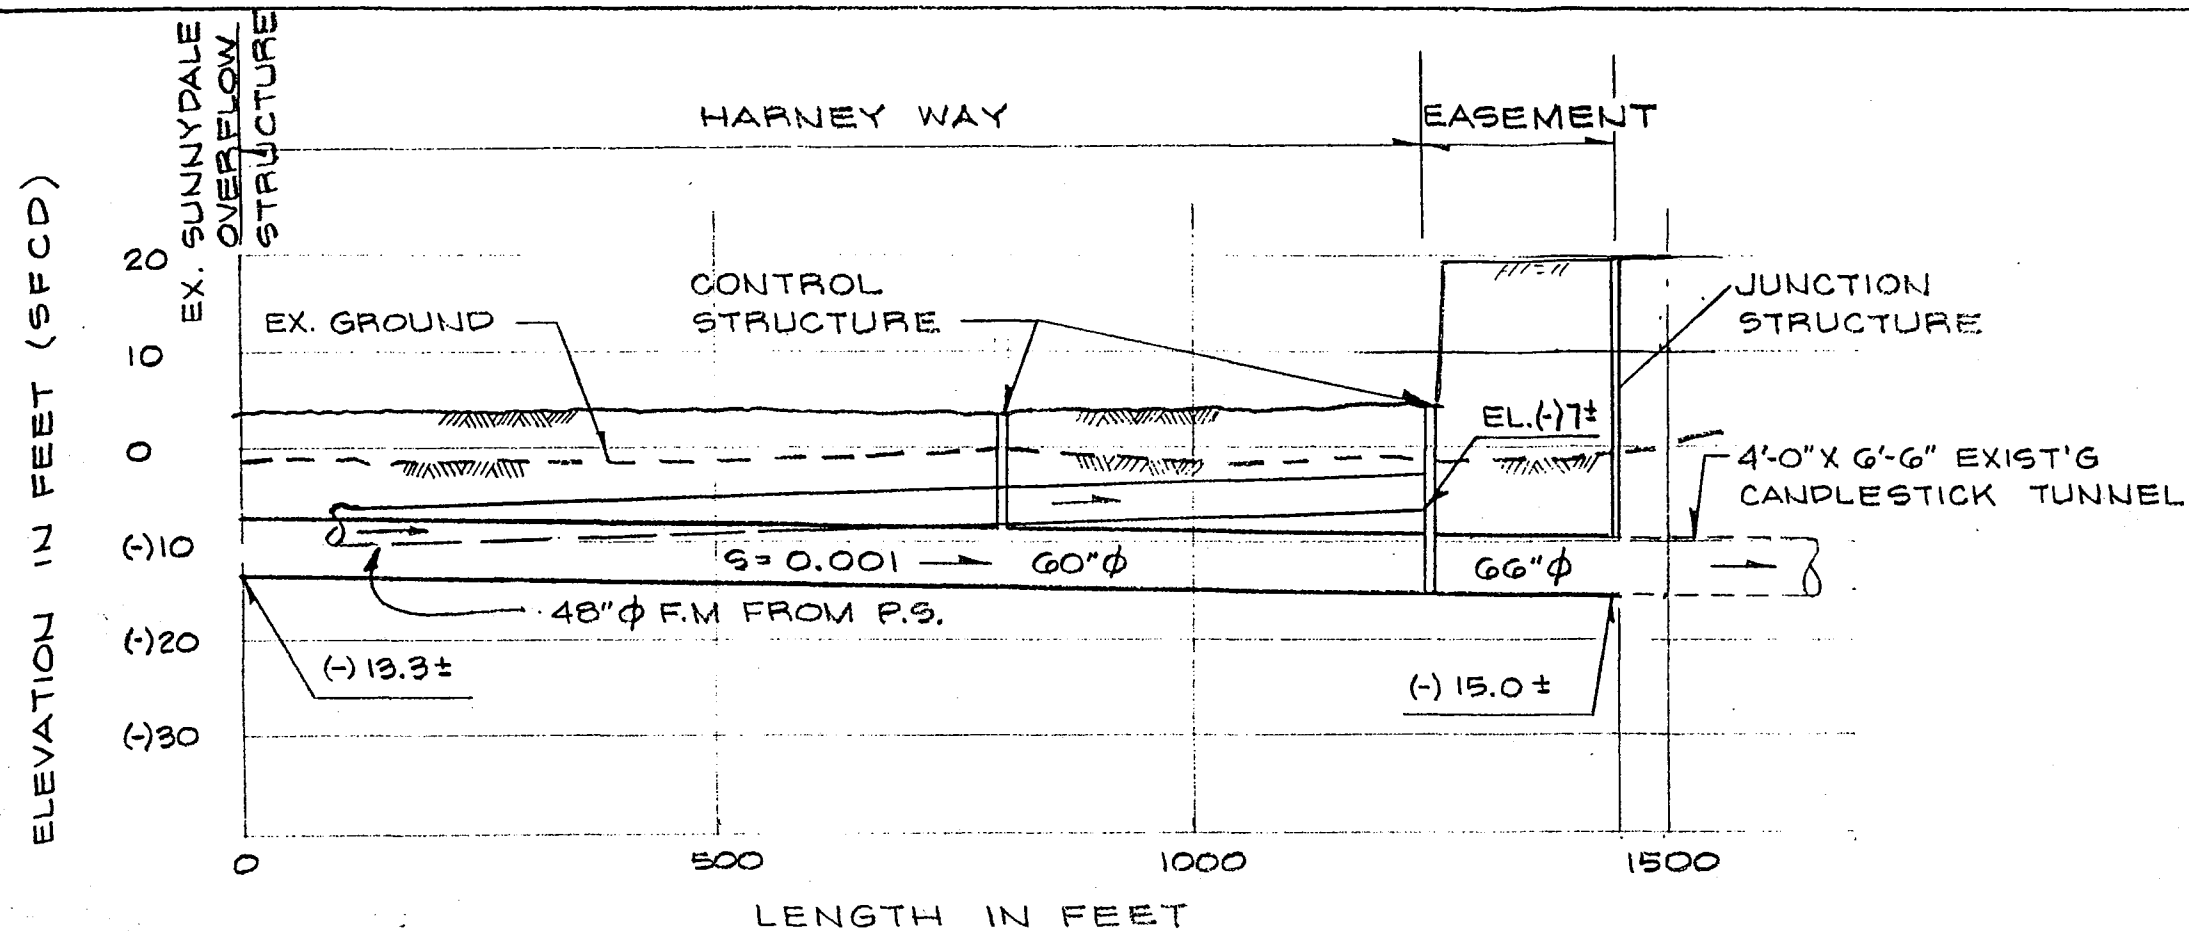 EX. SUNNYDALE
OVERFLOW
STRUCTURE
HARNEY WAY
EASEMENT
ELEVATION IN FEET (SFCD)
20
10
0
(-)10
(-)20
(-)30
EX. GROUND
CONTROL
STRUCTURE
JUNCTION
STRUCTURE
EL.(-)7±
4'-0" X 6'-6" EXIST'G
CANDLESTICK TUNNEL
S= 0.001
60"ϕ
66"ϕ
48"ϕ F.M FROM P.S.
(-) 13.3±
(-) 15.0 ±
0
500
1000
1500
LENGTH IN FEET